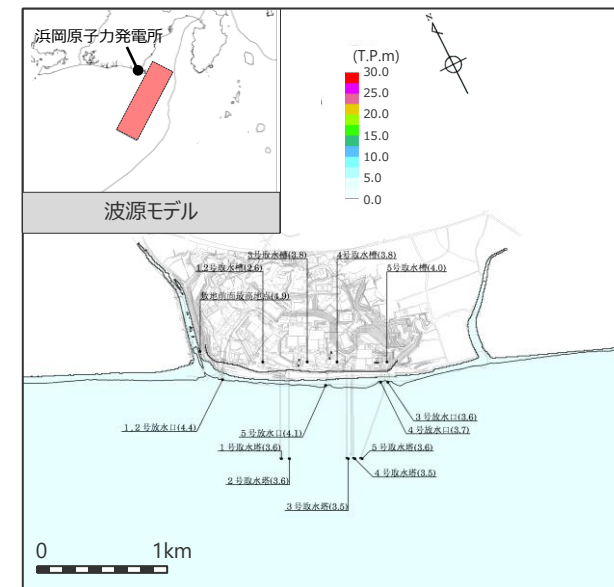 浜岡原子力発電所
波源モデル
N
(T.P.m)
30.0
25.0
20.0
15.0
10.0
5.0
0.0
3号取水槽(3.8)
4号取水槽(3.8)
1,2号取水槽(2.6)
5号取水槽(4.0)
敷地前面最高地点(4.9)
1,2号放水口(4.4)
5号放水口(4.1)
3号放水口(3.6)
4号放水口(3.7)
1号取水塔(3.6)
5号取水塔(3.6)
2号取水塔(3.6)
4号取水塔(3.5)
3号取水塔(3.5)
0 1km